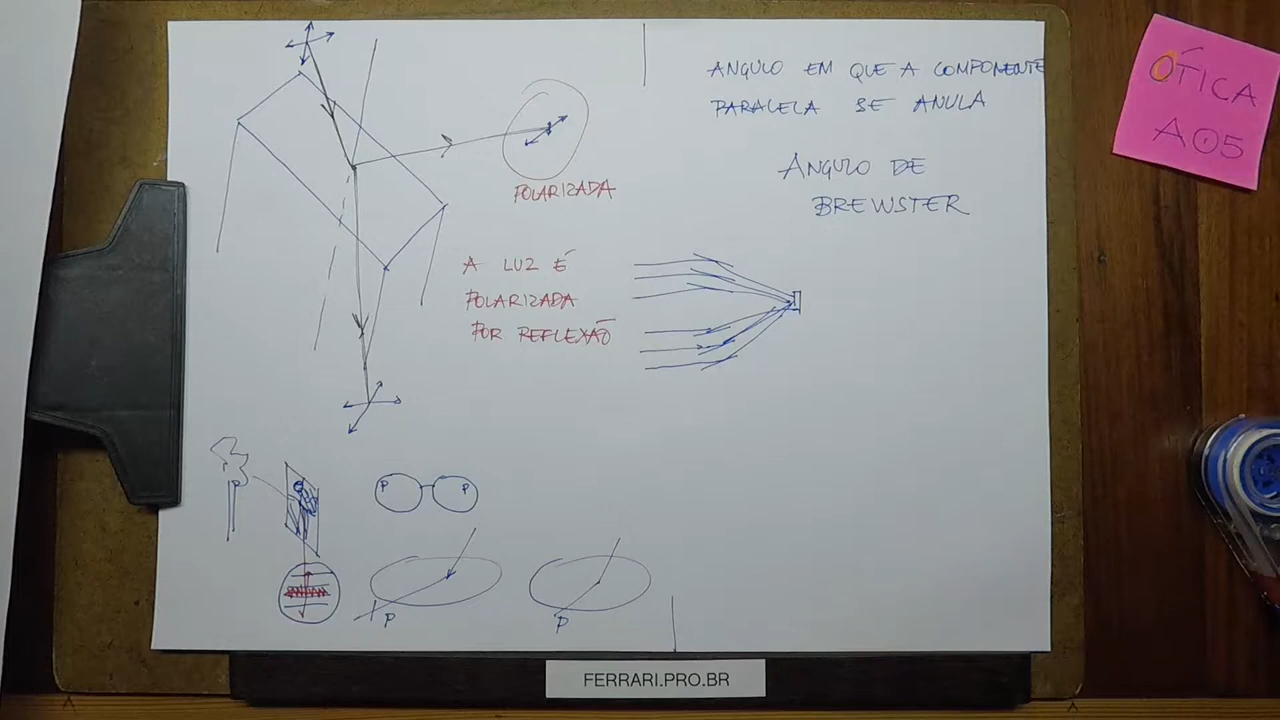 ANGULO EM QUE A COMPONENTE
PARALELA SE ANULA
ANGULO DE
BREWSTER
POLARIZADA
A LUZ É
POLARIZADA
POR REFLEXÃO
P
P
P
P
P
ÓTICA
A05
FERRARI.PRO.BR